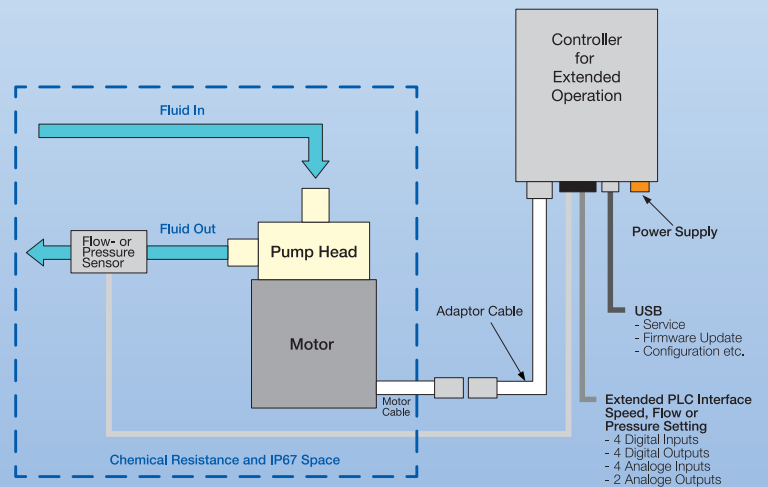 Controller
for
Extended
Operation
Fluid In
Fluid Out
Flow- or
Pressure
Sensor
Pump Head
Power Supply
Motor
Adaptor Cable
USB
- Service
- Firmware Update
- Configuration etc.
Motor
Cable
Extended PLC Interface
Speed, Flow or
Pressure Setting
- 4 Digital Inputs
- 4 Digital Outputs
- 4 Analoge Inputs
- 2 Analoge Outputs
Chemical Resistance and IP67 Space